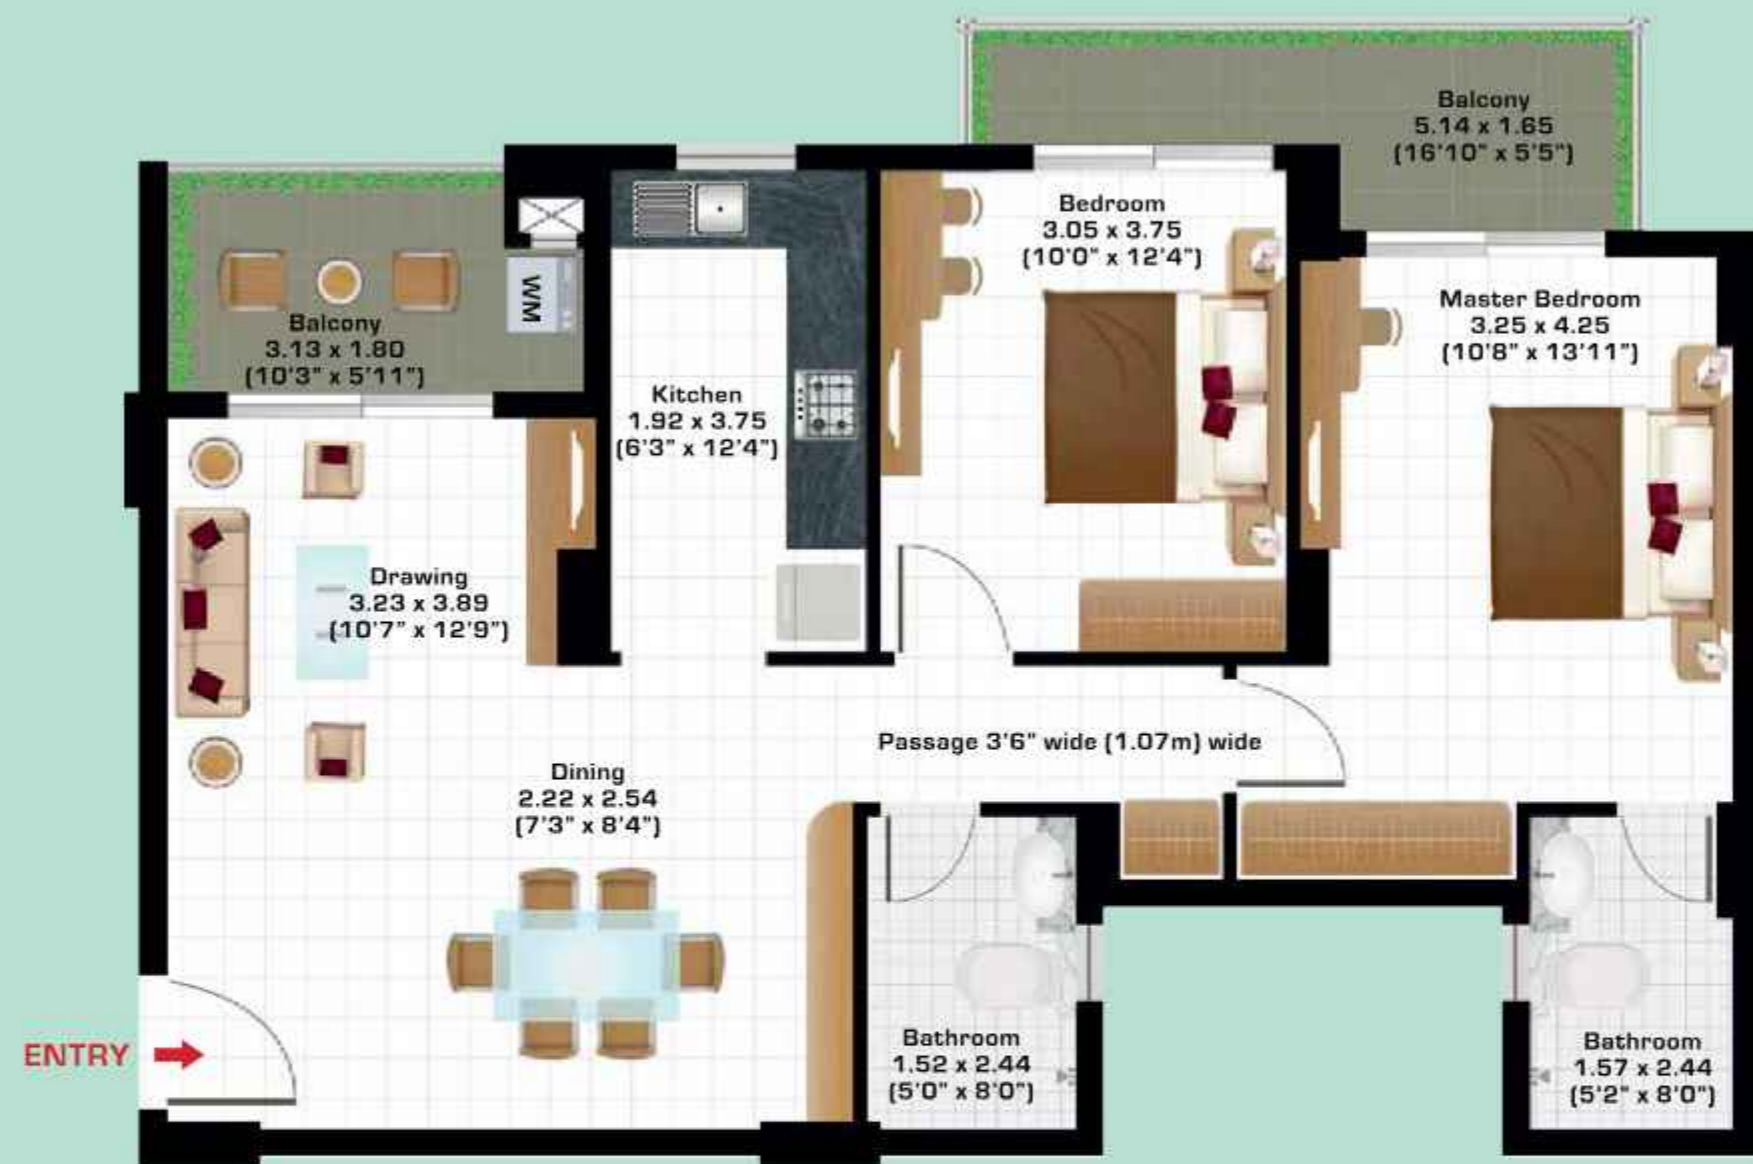 Balcony
5.14 x 1.65
(16'10" x 5'5")
Bedroom
3.05 x 3.75
(10'0" x 12'4")
Master Bedroom
3.25 x 4.25
(10'8" x 13'11")
WM
Balcony
3.13 x 1.80
(10'3" x 5'11")
Kitchen
1.92 x 3.75
(6'3" x 12'4")
Drawing
3.23 x 3.89
(10'7" x 12'9")
Passage 3'6" wide (1.07m) wide
Dining
2.22 x 2.54
(7'3" x 8'4")
ENTRY
Bathroom
1.52 x 2.44
(5'0" x 8'0")
Bathroom
1.57 x 2.44
(5'2" x 8'0")